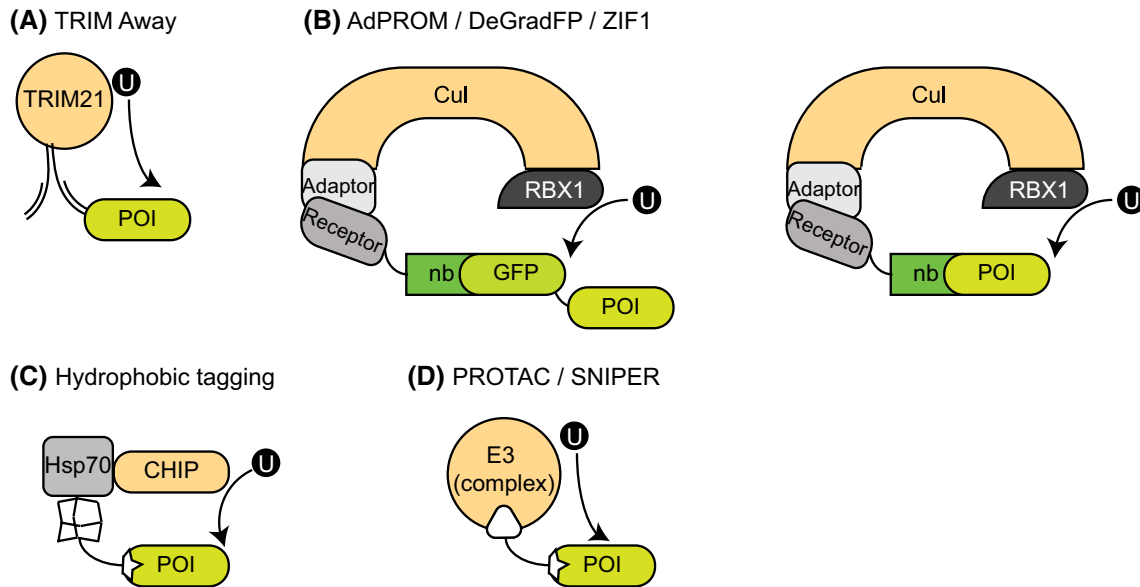 (A) TRIM Away
TRIM21
U
POI
(B) AdPROM / DeGradFP / ZIF1
Cul
Adaptor
Receptor
RBX1
U
nb
GFP
POI
Cul
Adaptor
Receptor
RBX1
U
nb
POI
(C) Hydrophobic tagging
Hsp70
CHIP
U
POI
(D) PROTAC / SNIPER
E3
(complex)
U
POI